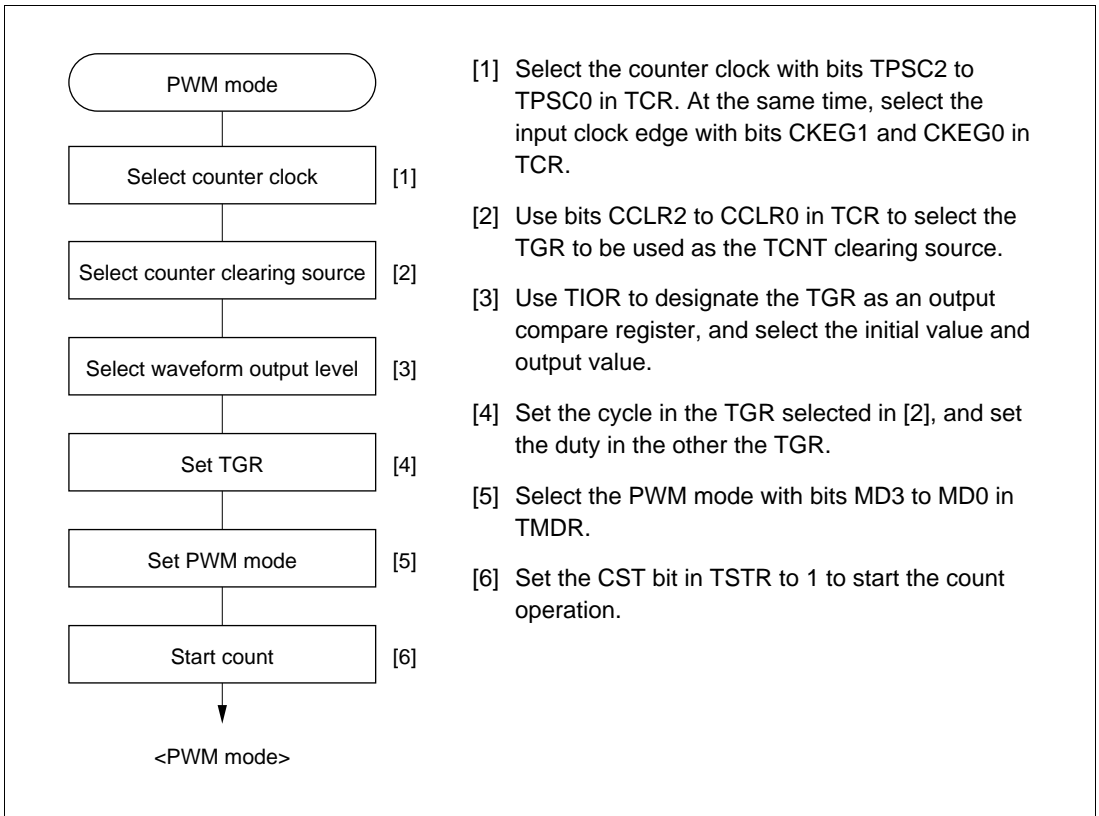 PWM mode
Select counter clock [1]
Select counter clearing source [2]
Select waveform output level [3]
Set TGR [4]
Set PWM mode [5]
Start count [6]
<PWM mode>
[1] Select the counter clock with bits TPSC2 to
TPSC0 in TCR. At the same time, select the
input clock edge with bits CKEG1 and CKEG0 in
TCR.
[2] Use bits CCLR2 to CCLR0 in TCR to select the
TGR to be used as the TCNT clearing source.
[3] Use TIOR to designate the TGR as an output
compare register, and select the initial value and
output value.
[4] Set the cycle in the TGR selected in [2], and set
the duty in the other the TGR.
[5] Select the PWM mode with bits MD3 to MD0 in
TMDR.
[6] Set the CST bit in TSTR to 1 to start the count
operation.